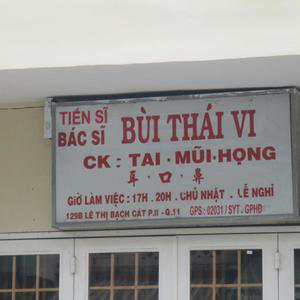 TIẾN SĨ
BÁC SĨ BÙI THÁI VI
CK : TAI . MŨI . HỌNG
耳 . 口 . 鼻
GIỜ LÀM VIỆC : 17H . 20H . CHỦ NHẬT . LỄ NGHỈ
129B LÊ THỊ BẠCH CÁT P.11 - Q.11 GPS : 02031 / SYT . GPHĐ